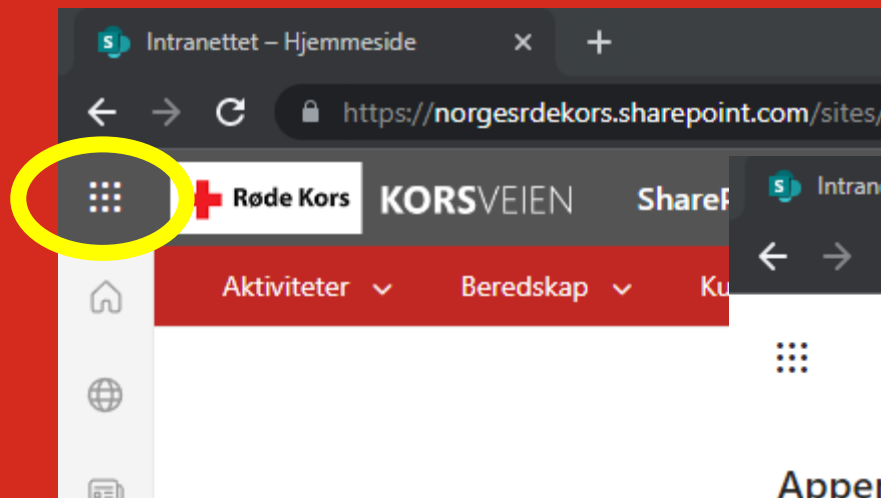 Intranettet – Hjemmeside
https://norgesrdekors.sharepoint.com/sites/
Røde Kors KORSVEIEN
Aktiviteter Beredskap